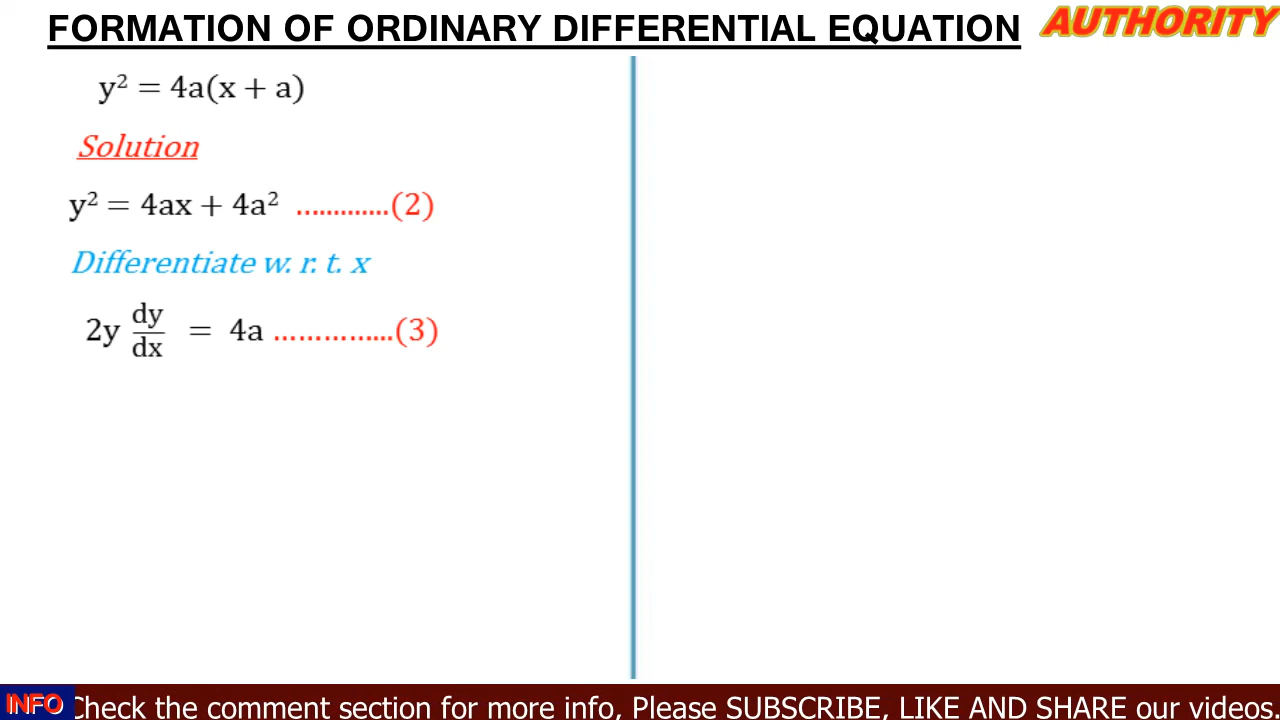 FORMATION OF ORDINARY DIFFERENTIAL EQUATION
AUTHORITY
y² = 4a(x + a)
Solution
y² = 4ax + 4a² .............(2)
Differentiate w. r. t. x
2y dy/dx = 4a ...............(3)
INFO Check the comment section for more info, Please SUBSCRIBE, LIKE AND SHARE our videos.